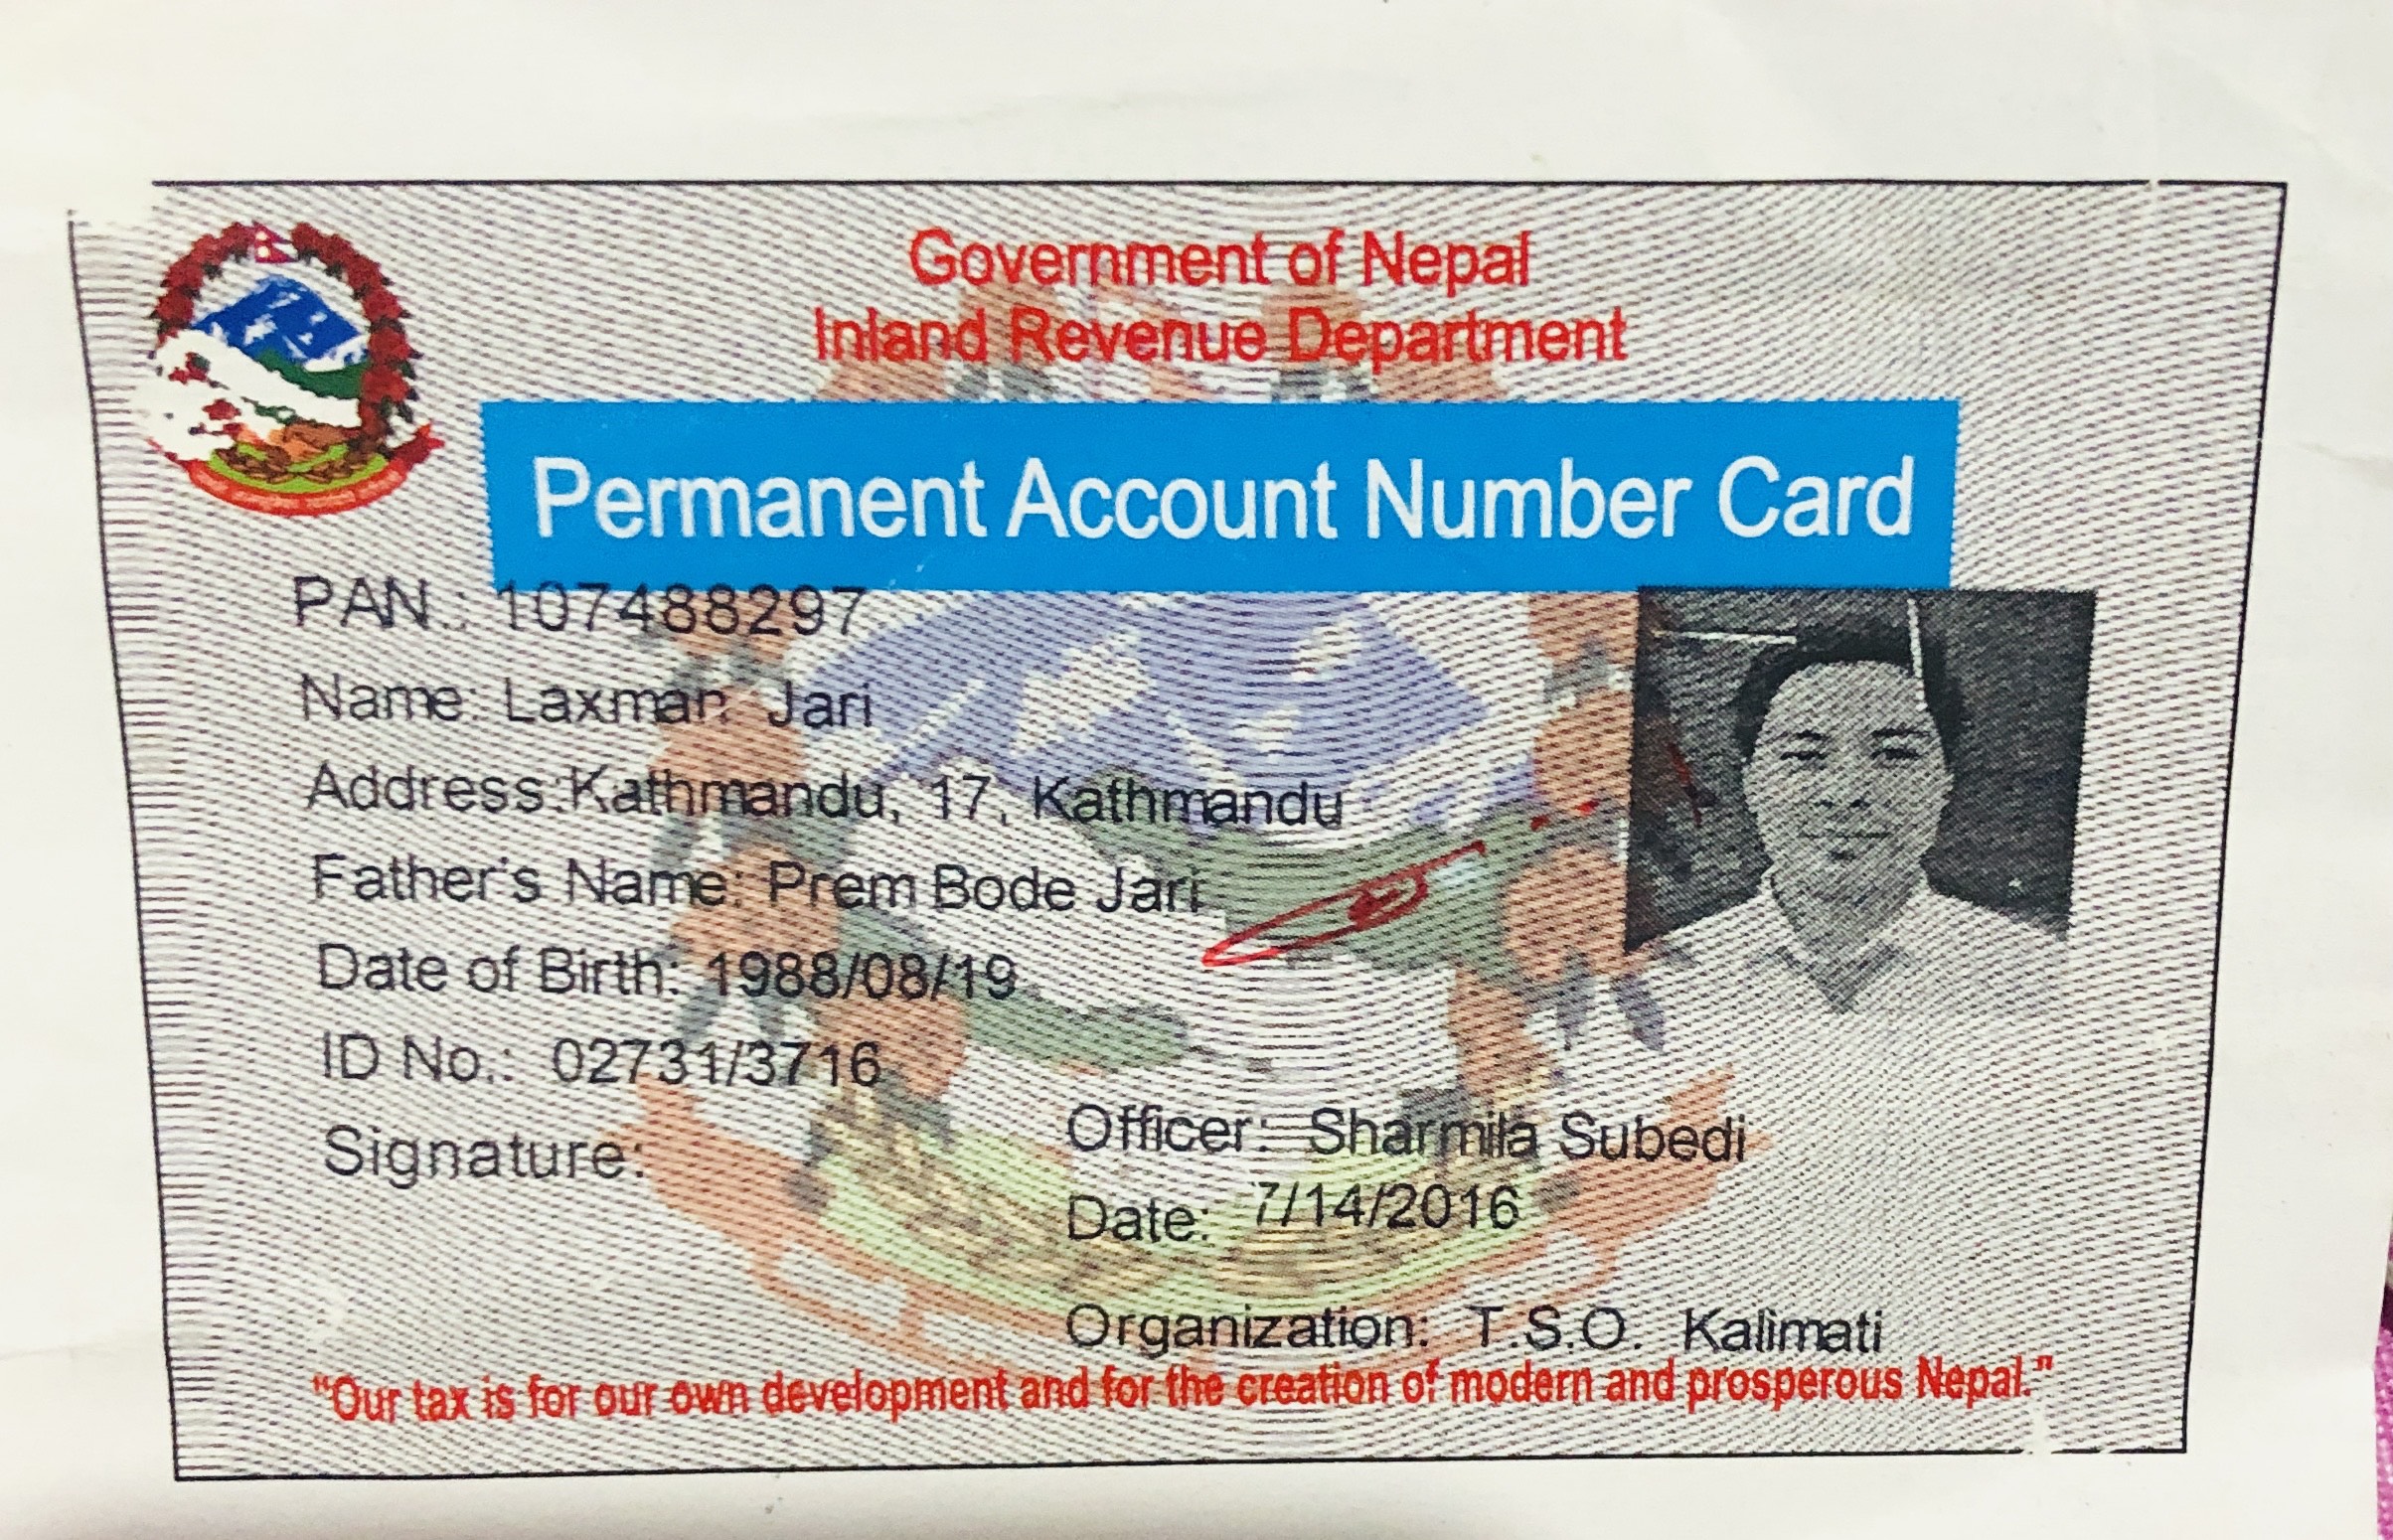 Government of Nepal
Inland Revenue Department
Permanent Account Number Card
PAN.: 107488297
Name: Laxman Jari
Address:Kathmandu, 17, Kathmandu
Father's Name: Prem Bode Jari
Date of Birth: 1988/08/19
ID No.: 02731/3716
Signature:
Officer: Sharmila Subedi
Date: 7/14/2016
Organization: T.S.O. Kalimati
"Our tax is for our own development and for the creation of modern and prosperous Nepal."